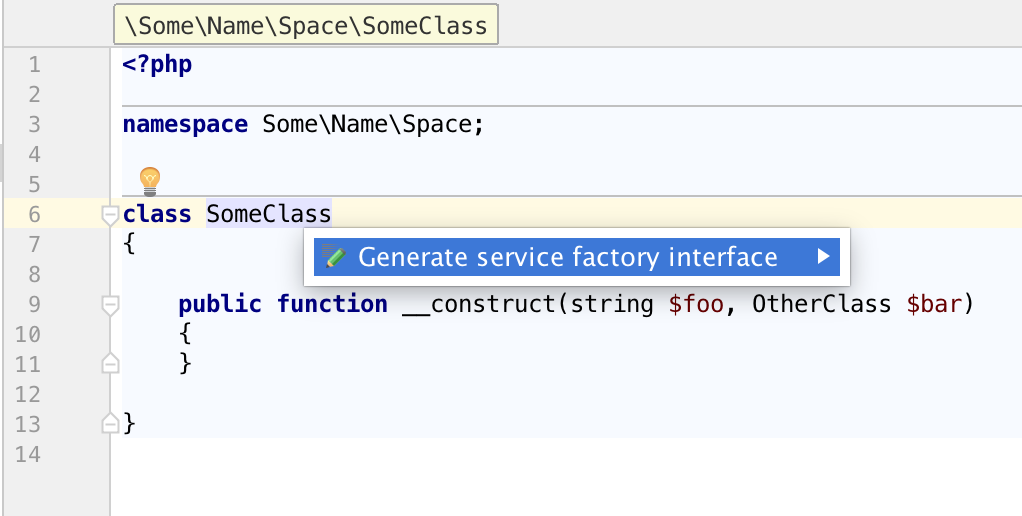 \Some\Name\Space\SomeClass
1 <?php
2
3 namespace Some\Name\Space;
4
5
6 class SomeClass
7 {
Generate service factory interface
8
9 public function __construct(string $foo, OtherClass $bar)
10 {
11 }
12
13 }
14